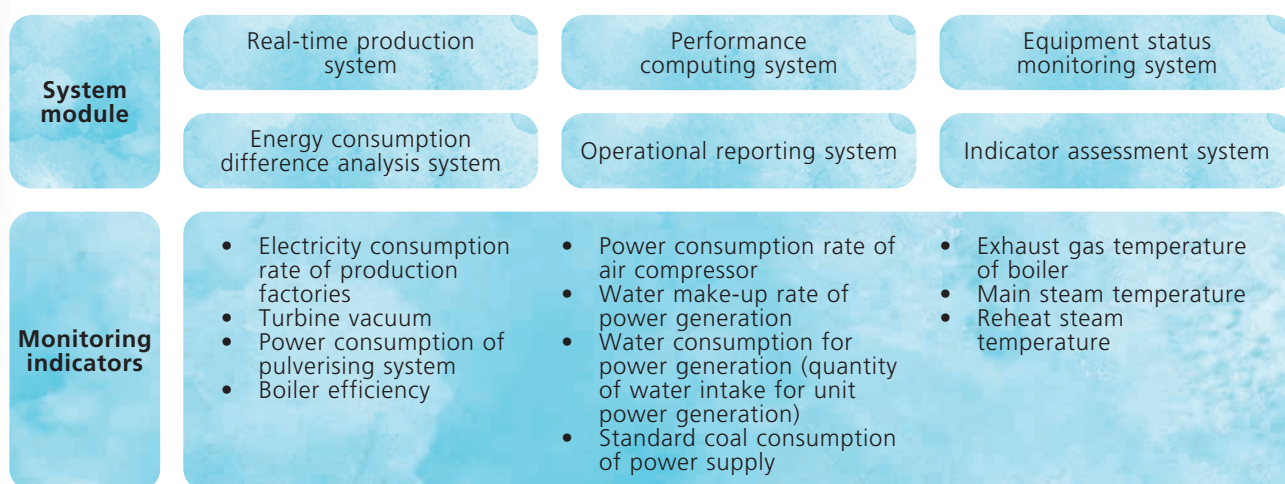 System
module
Real-time production
system
Performance
computing system
Equipment status
monitoring system
Energy consumption
difference analysis system
Operational reporting system
Indicator assessment system
Monitoring
indicators
• Electricity consumption
rate of production
factories
• Turbine vacuum
• Power consumption of
pulverising system
• Boiler efficiency
• Power consumption rate of
air compressor
• Water make-up rate of
power generation
• Water consumption for
power generation (quantity
of water intake for unit
power generation)
• Standard coal consumption
of power supply
• Exhaust gas temperature
of boiler
• Main steam temperature
• Reheat steam
temperature